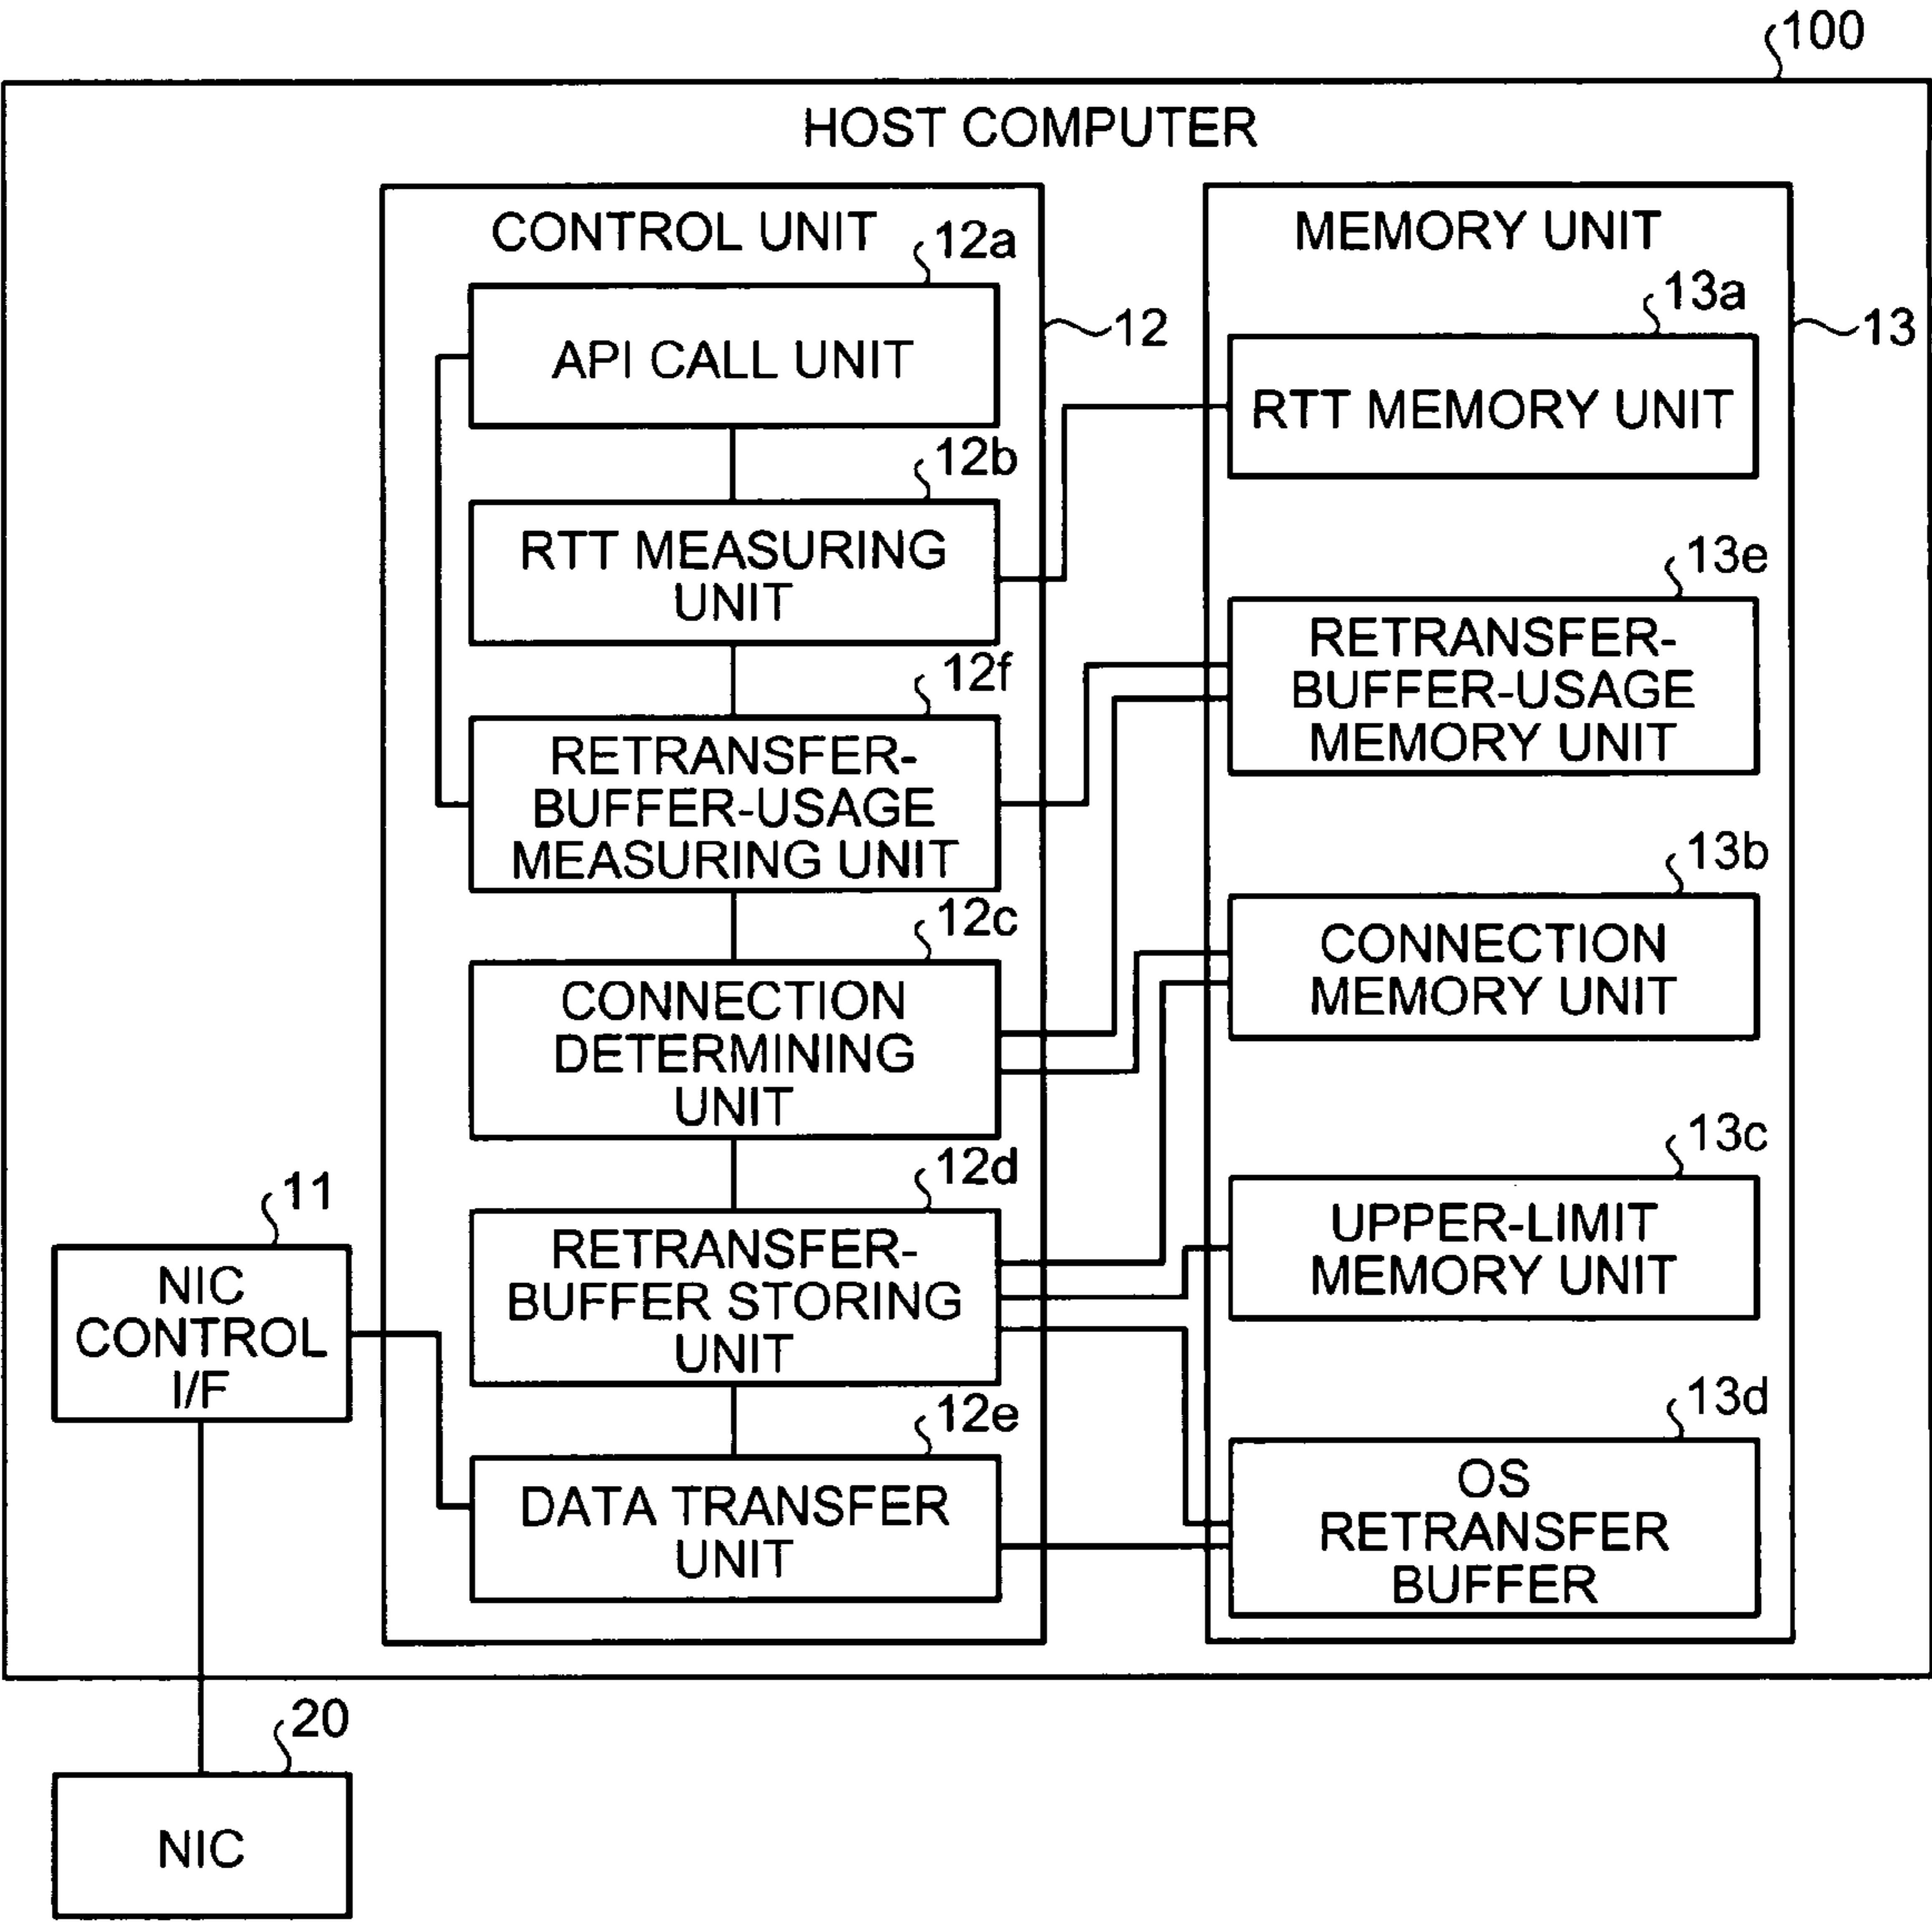 100
HOST COMPUTER
CONTROL UNIT
12a
API CALL UNIT
12
12b
RTT MEASURING
UNIT
12f
RETRANSFER-
BUFFER-USAGE
MEASURING UNIT
12c
CONNECTION
DETERMINING
UNIT
12d
RETRANSFER-
BUFFER STORING
UNIT
12e
DATA TRANSFER
UNIT
MEMORY UNIT
13a
13
RTT MEMORY UNIT
13e
RETRANSFER-
BUFFER-USAGE
MEMORY UNIT
13b
CONNECTION
MEMORY UNIT
13c
UPPER-LIMIT
MEMORY UNIT
13d
OS
RETRANSFER
BUFFER
11
NIC
CONTROL
I/F
20
NIC